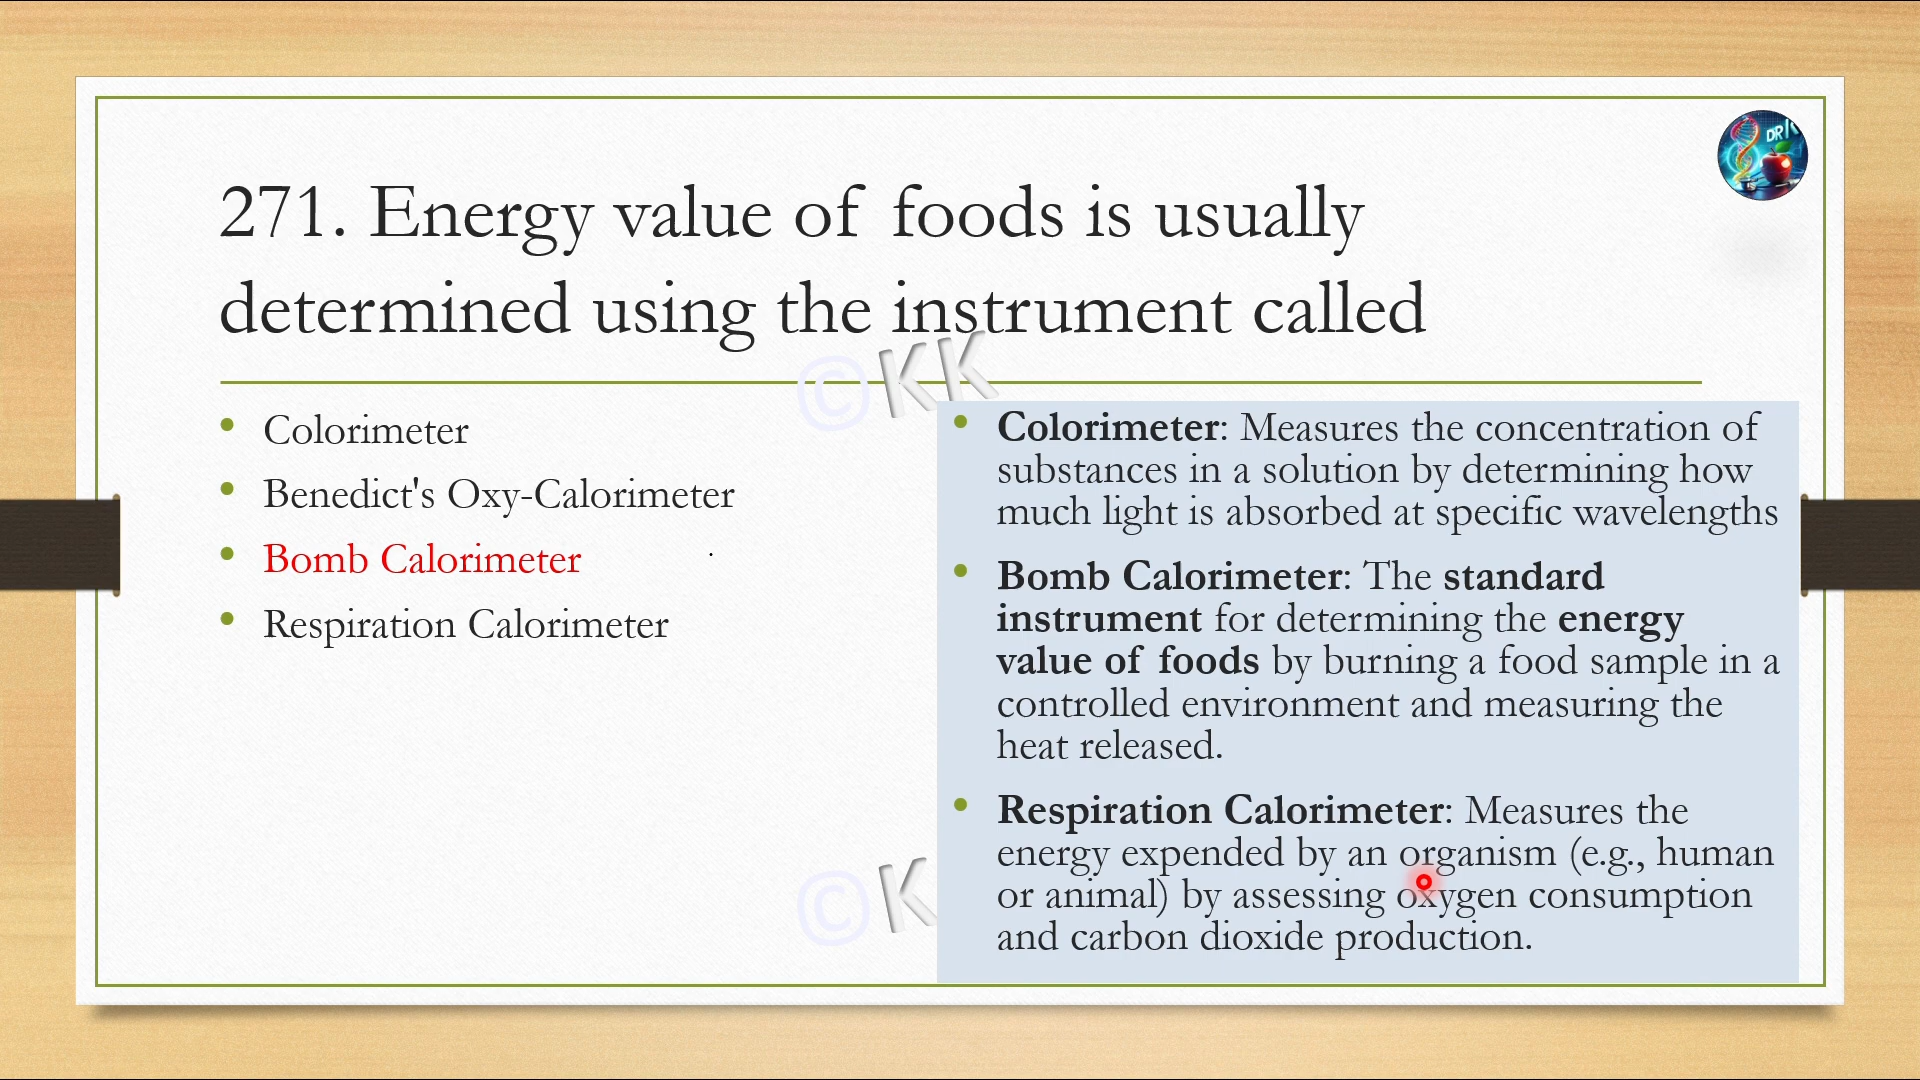 271. Energy value of foods is usually
determined using the instrument called
©KK
• Colorimeter
• Benedict's Oxy-Calorimeter
• Bomb Calorimeter
• Respiration Calorimeter
• Colorimeter: Measures the concentration of
substances in a solution by determining how
much light is absorbed at specific wavelengths
• Bomb Calorimeter: The standard
instrument for determining the energy
value of foods by burning a food sample in a
controlled environment and measuring the
heat released.
• Respiration Calorimeter: Measures the
energy expended by an organism (e.g., human
or animal) by assessing oxygen consumption
and carbon dioxide production.
©K
DR K